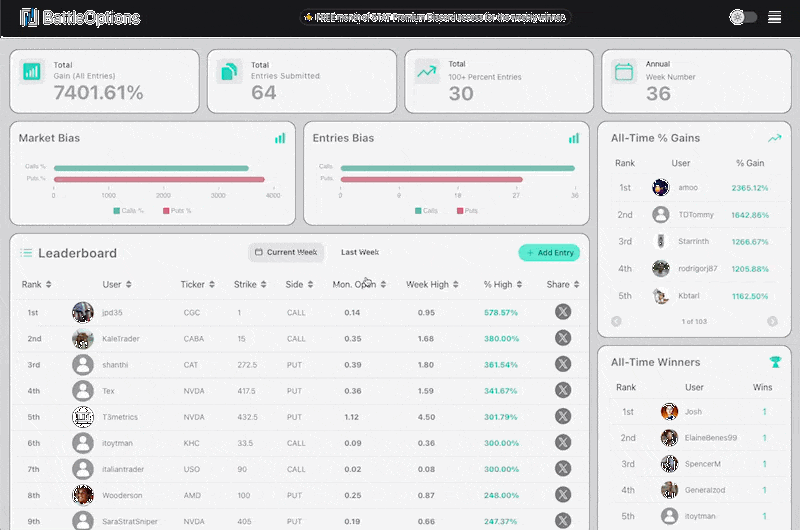 BattleOptions
FREE month of STAT Premium Discord access for the weekly winner.
Total
Gain (All Entries)
7401.61%
Total
Entries Submitted
64
Total
100+ Percent Entries
30
Annual
Week Number
36
Market Bias
Calls %
Puts %
0 1000 2000 3000 4000
Calls % Puts %
Entries Bias
Calls
Puts
2 9 18 27 36
Calls Puts
All-Time % Gains
Rank User % Gain
1st amoo 2365.12%
2nd TDTommy 1642.86%
3rd Starrinth 1266.67%
4th rodrigorj87 1205.88%
5th Kbtarl 1162.50%
1 of 103
Leaderboard
Current Week Last Week + Add Entry
Rank User Ticker Strike Side Mon. Open Week High % High Share
1st jpd35 CGC 1 CALL 0.14 0.95 578.57%
2nd KaleTrader CABA 15 CALL 0.35 1.68 380.00%
3rd shanthi CAT 272.5 PUT 0.39 1.80 361.54%
4th Tex NVDA 417.5 PUT 0.36 1.59 341.67%
5th T3metrics NVDA 432.5 PUT 1.12 4.50 301.79%
6th itoytman KHC 33.5 CALL 0.09 0.36 300.00%
7th italiantrader USO 90 CALL 0.02 0.08 300.00%
8th Wooderson AMD 100 PUT 0.25 0.87 248.00%
9th SaraStratSniper NVDA 405 PUT 0.19 0.66 247.37%
All-Time Winners
Rank User Wins
1st Josh 1
2nd ElaineBenes99 1
3rd SpencerM 1
4th Generalzod 1
5th itoytman 1